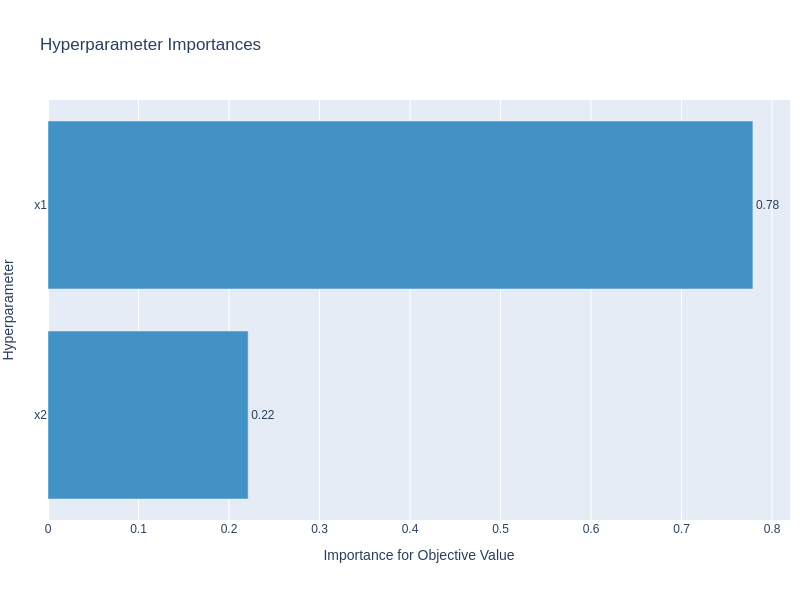 Hyperparameter Importances
Hyperparameter
x1
0.78
x2
0.22
0
0.1
0.2
0.3
0.4
0.5
0.6
0.7
0.8
Importance for Objective Value